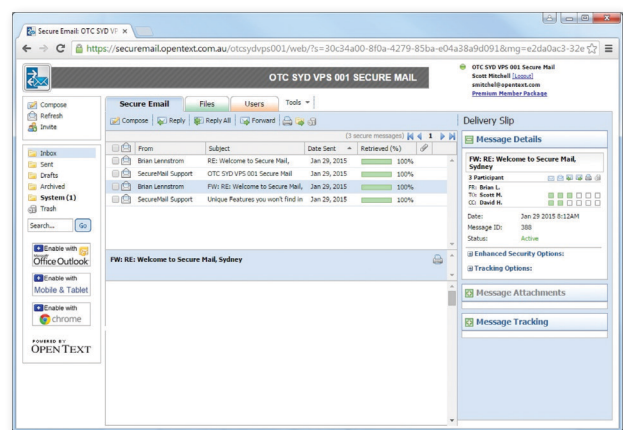 Secure Email: OTC SYD VPS
https://securemail.opentext.com.au/otcsydvps001/web/?s=30c34a00-8f0a-4279-85ba-e04a38a9d091&mg=e2da0ac3-32e
OTC SYD VPS 001 SECURE MAIL
OTC SYD VPS 001 Secure Mail
Scott Mitchell [Logout]
smitchel@opentext.com
Premium Member Package
Compose
Refresh
Invite
Inbox
Sent
Drafts
Archived
System (1)
Trash
Search...
Go
Enable with
Microsoft
Office Outlook
Enable with
Mobile & Tablet
Enable with
chrome
POWERED BY
OPEN TEXT
Secure Email
Files
Users
Tools
Compose
Reply
Reply All
Forward
(3 secure messages)
1
From
Subject
Date Sent
Retrieved (%)
Brian Lennstrom
RE: Welcome to Secure Mail,
Jan 29, 2015
100%
SecureMail Support
OTC SYD VPS 001 Secure Mail
Jan 29, 2015
100%
Brian Lennstrom
FW: RE: Welcome to Secure Mail,
Jan 29, 2015
100%
SecureMail Support
Unique Features you won't find in
Jan 29, 2015
100%
FW: RE: Welcome to Secure Mail, Sydney
Delivery Slip
Message Details
FW: RE: Welcome to Secure Mail,
Sydney
3 Participant
FR: Brian L.
TO: Scott M.
CC: David H.
Date:
Jan 29 2015 8:12AM
Message ID:
388
Status:
Active
Enhanced Security Options:
Tracking Options:
Message Attachments
Message Tracking